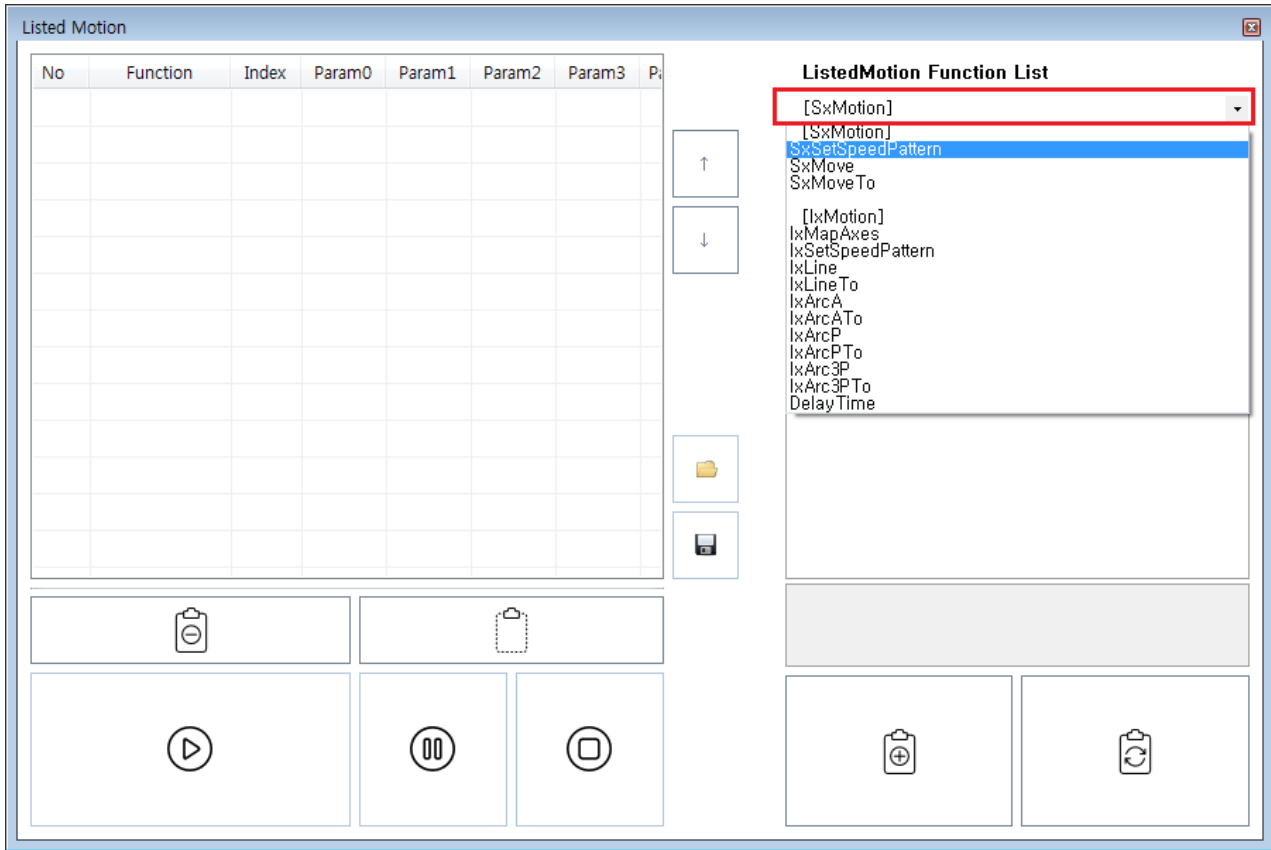 Listed Motion
No Function Index Param0 Param1 Param2 Param3
ListedMotion Function List
[SxMotion]
[SxMotion]
SxSetSpeedPattern
SxMove
SxMoveTo
[IxMotion]
IxMapAxes
IxSetSpeedPattern
IxLine
IxLineTo
IxArcA
IxArcATo
IxArcP
IxArcPTo
IxArc3P
IxArc3PTo
DelayTime
↑
↓